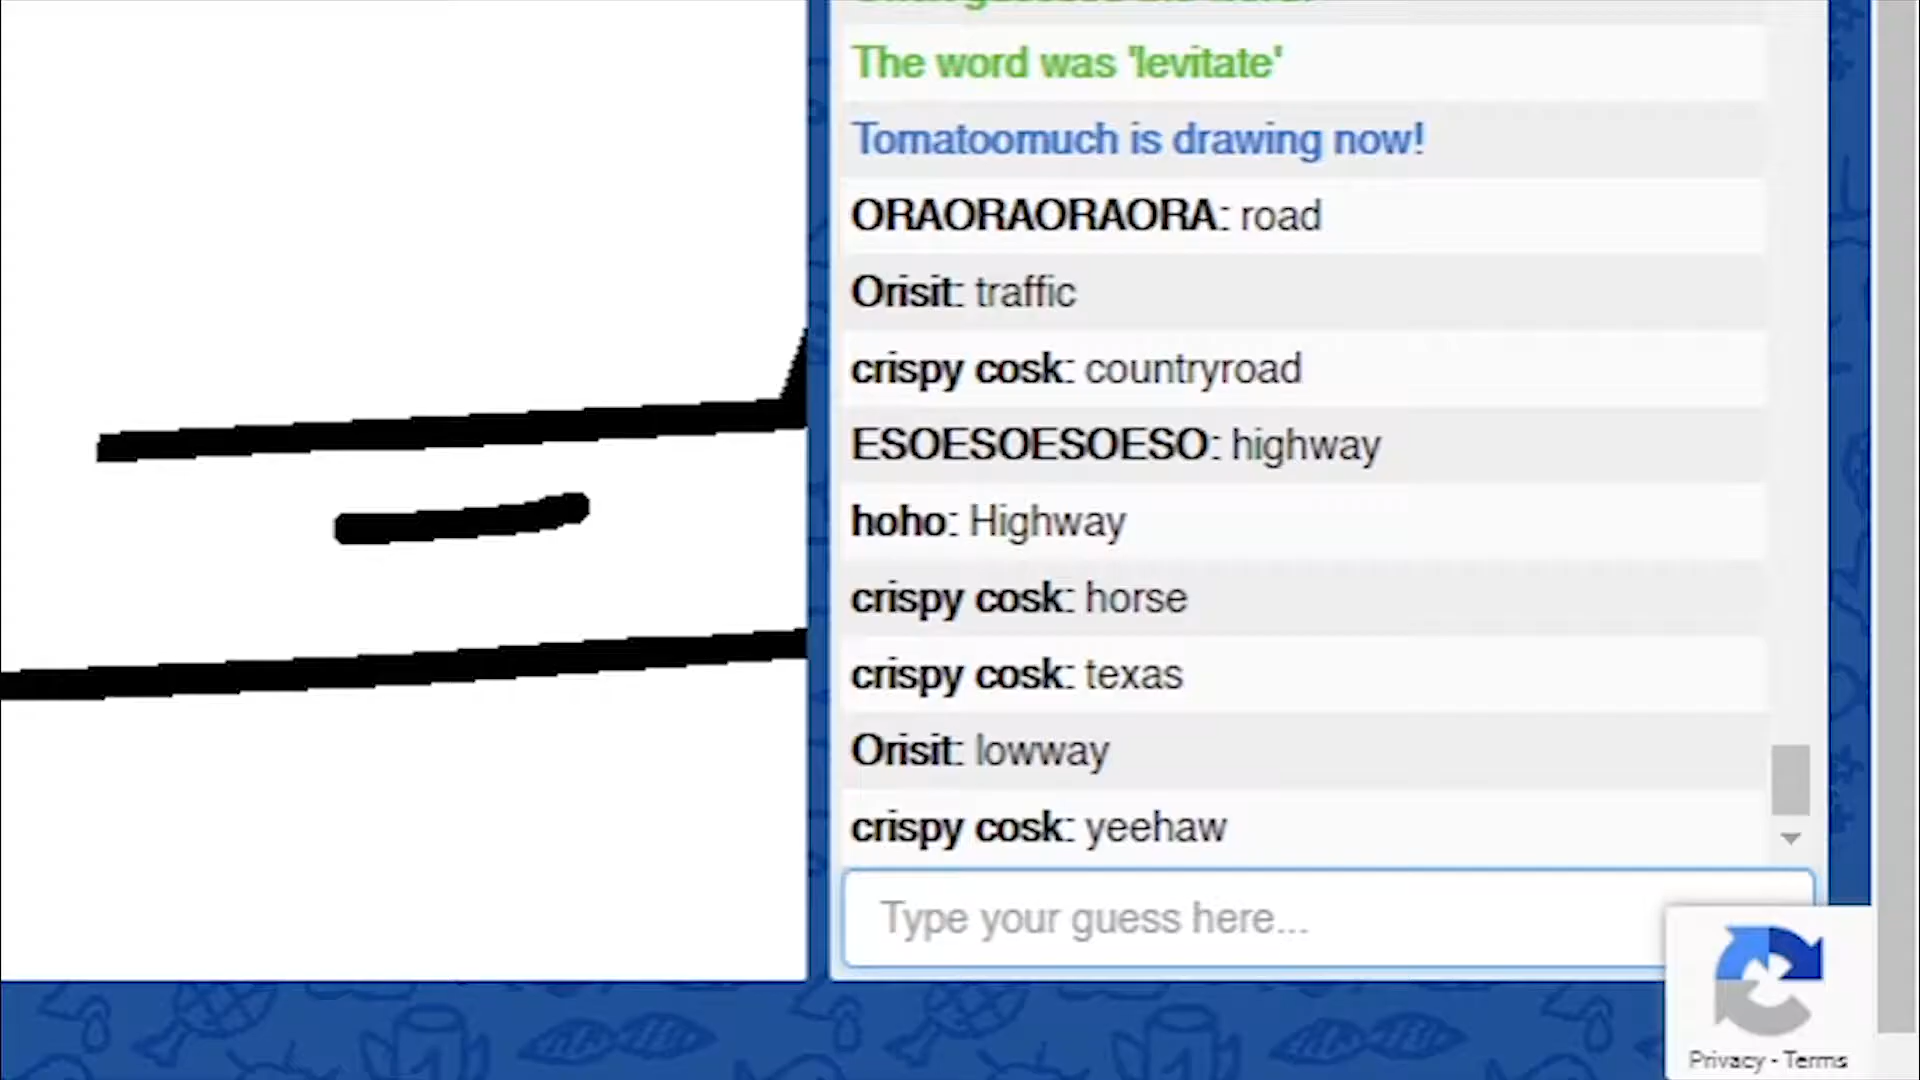 The word was 'levitate'
Tomatoomuch is drawing now!
ORAORAORAORA: road
Orisit: traffic
crispy cosk: countryroad
ESOESOESOESO: highway
hoho: Highway
crispy cosk: horse
crispy cosk: texas
Orisit: lowway
crispy cosk: yeehaw
Type your guess here...
Privacy - Terms